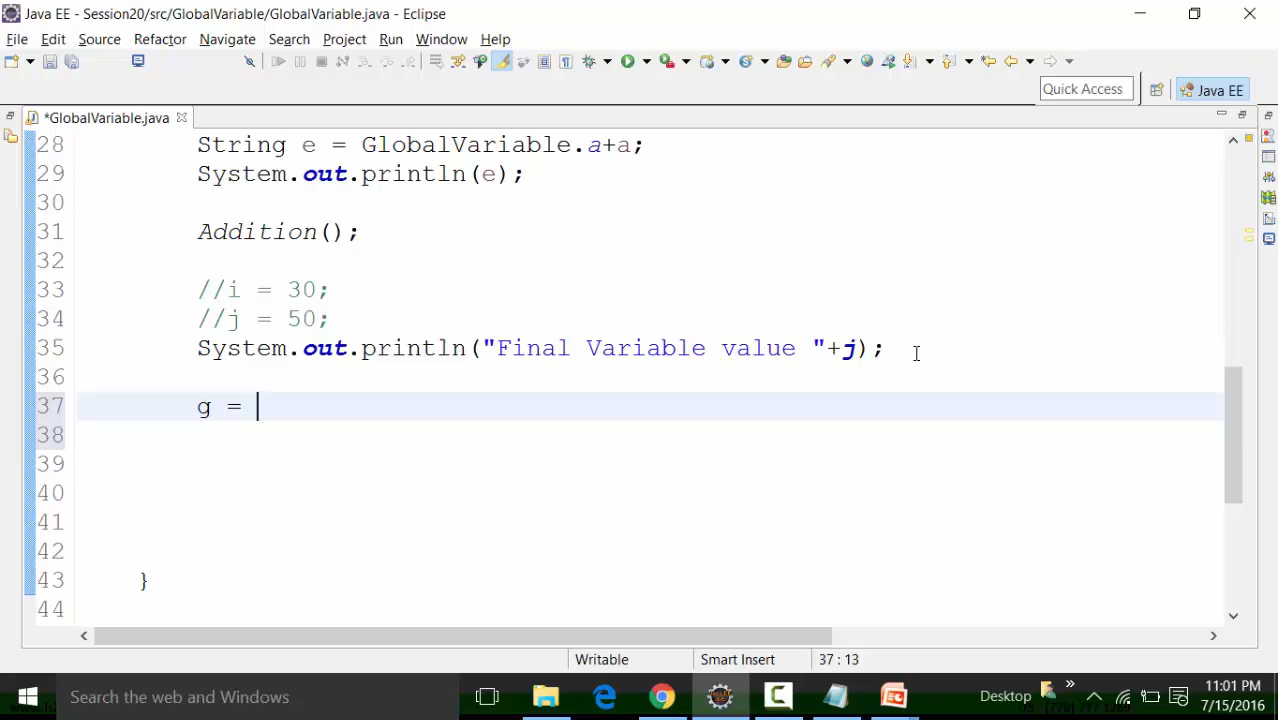 Java EE - Session20/src/GlobalVariable/GlobalVariable.java - Eclipse
File Edit Source Refactor Navigate Search Project Run Window Help
Quick Access
Java EE
*GlobalVariable.java
28 String e = GlobalVariable.a+a;
29 System.out.println(e);
30
31 Addition();
32
33 //i = 30;
34 //j = 50;
35 System.out.println("Final Variable value "+j);
36
37 g =
38
39
40
41
42
43 }
44
Writable Smart Insert 37 : 13
Search the web and Windows
Desktop
11:01 PM
7/15/2016